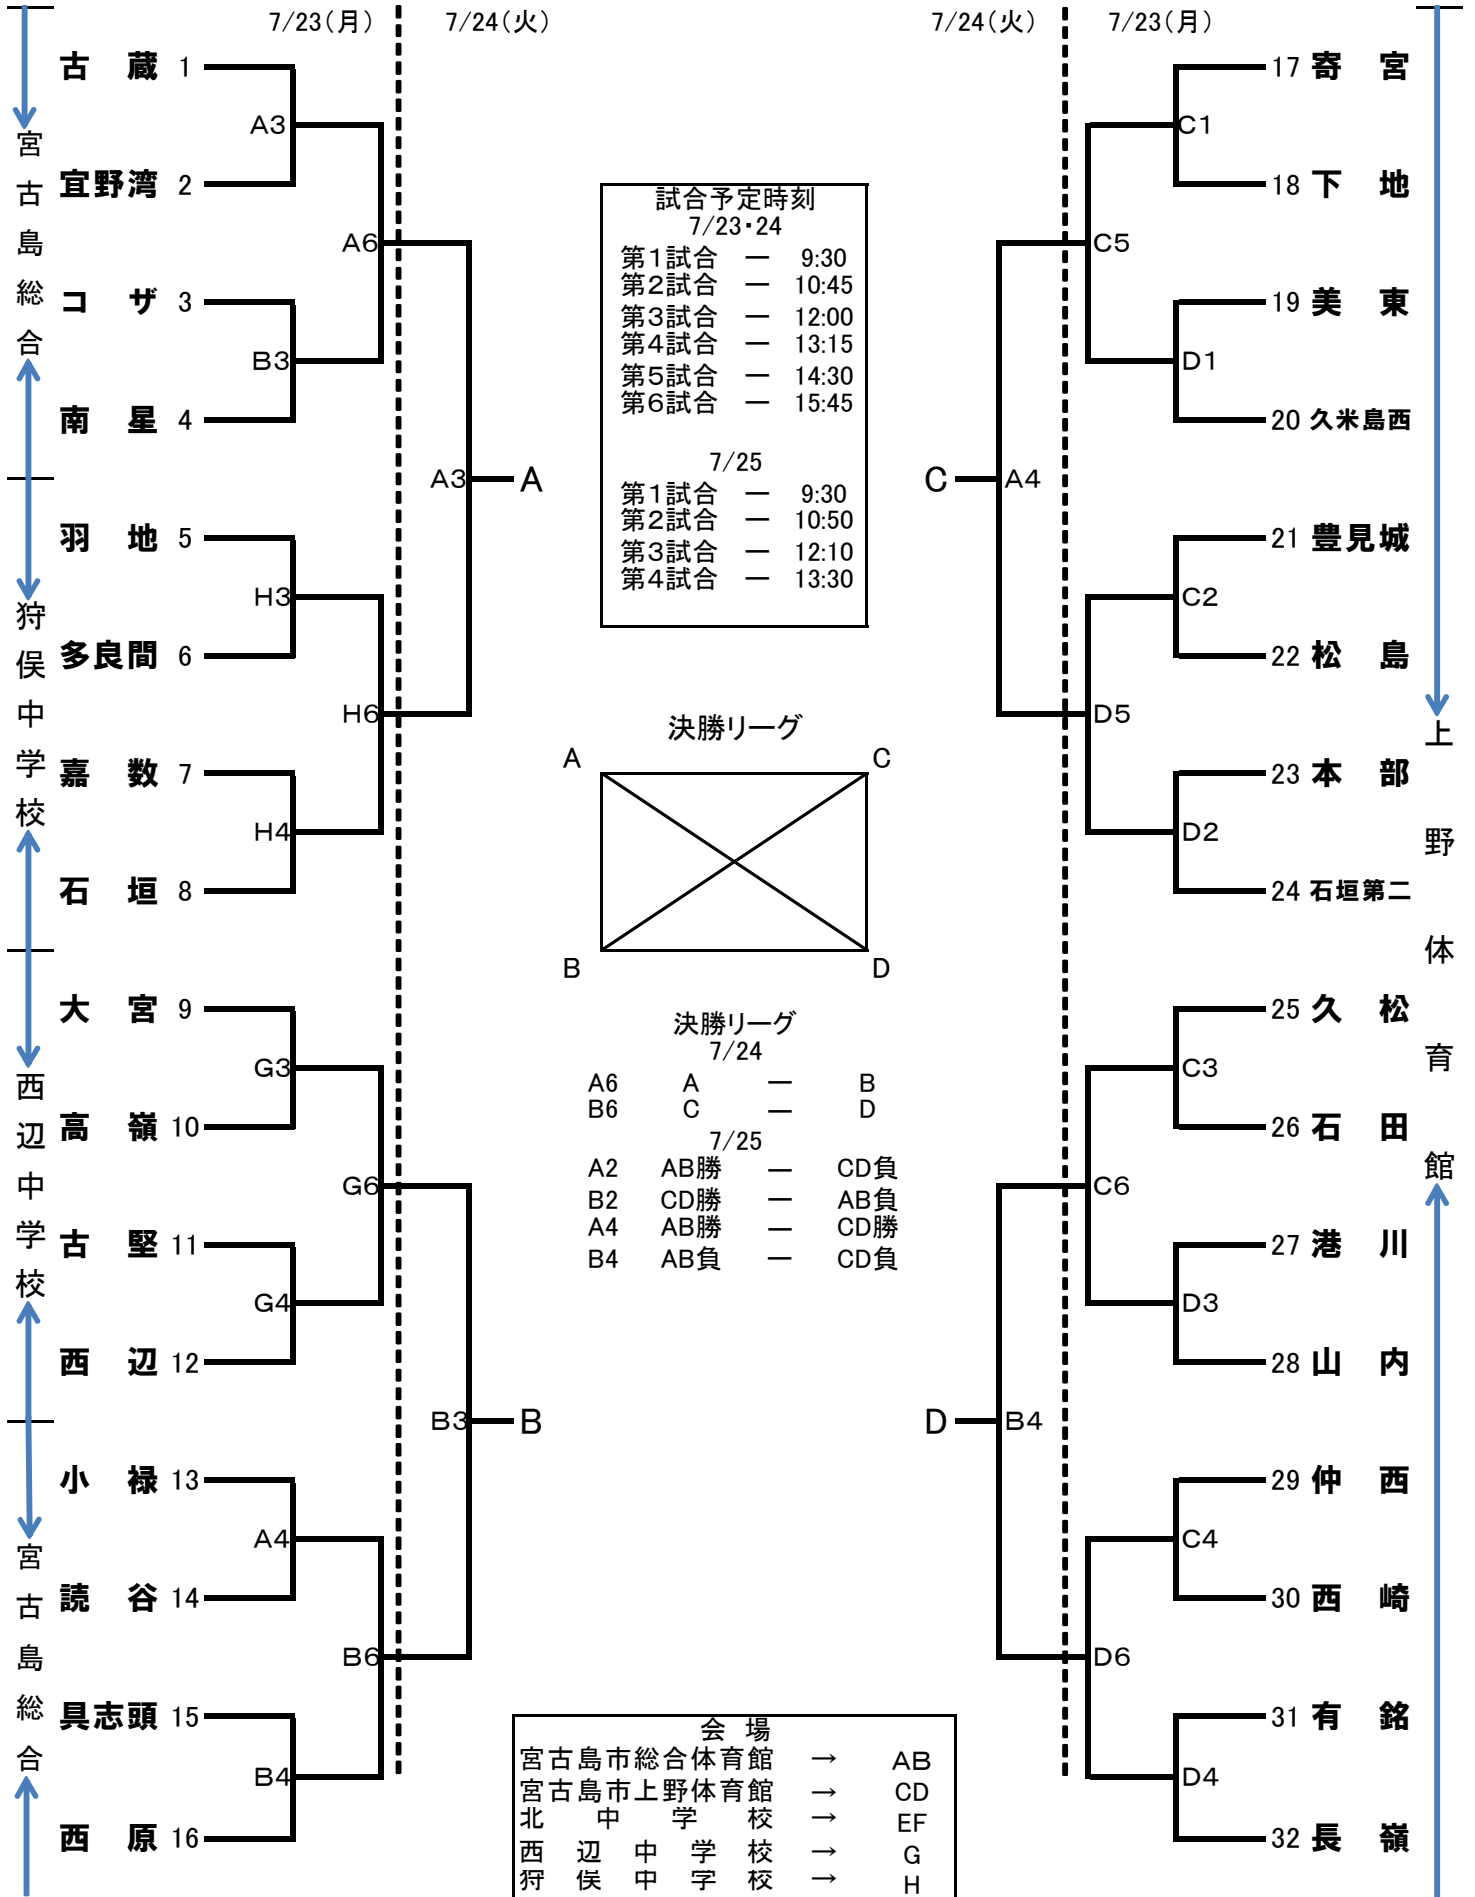 7/23(月) 7/24(火) 7/24(火) 7/23(月)
古 蔵 1
A3
宜野湾 2
A6
コ ザ 3
B3
南 星 4
A3 A
羽 地 5
H3
多良間 6
H6
嘉 数 7
H4
石 垣 8
大 宮 9
G3
高 嶺 10
G6
古 堅 11
G4
西 辺 12
B3 B
小 禄 13
A4
読 谷 14
B6
具志頭 15
B4
西 原 16
宮古島総合
狩俣中学校
西辺中学校
宮古島総合
試合予定時刻
7/23・24
第1試合 ー 9:30
第2試合 ー 10:45
第3試合 ー 12:00
第4試合 ー 13:15
第5試合 ー 14:30
第6試合 ー 15:45
7/25
第1試合 ー 9:30
第2試合 ー 10:50
第3試合 ー 12:10
第4試合 ー 13:30
決勝リーグ
A C
B D
決勝リーグ
7/24
A6 A ー B
B6 C ー D
7/25
A2 AB勝 ー CD負
B2 CD勝 ー AB負
A4 AB勝 ー CD勝
B4 AB負 ー CD負
会 場
宮古島市総合体育館 → AB
宮古島市上野体育館 → CD
北中学校 → EF
西辺中学校 → G
狩俣中学校 → H
17 寄 宮
C1
18 下 地
C5
19 美 東
D1
20 久米島西
C A4
21 豊見城
C2
22 松 島
D5
23 本 部
D2
24 石垣第二
25 久 松
C3
26 石 田
C6
27 港 川
D3
28 山 内
D B4
29 仲 西
C4
30 西 崎
D6
31 有 銘
D4
32 長 嶺
上野体育館